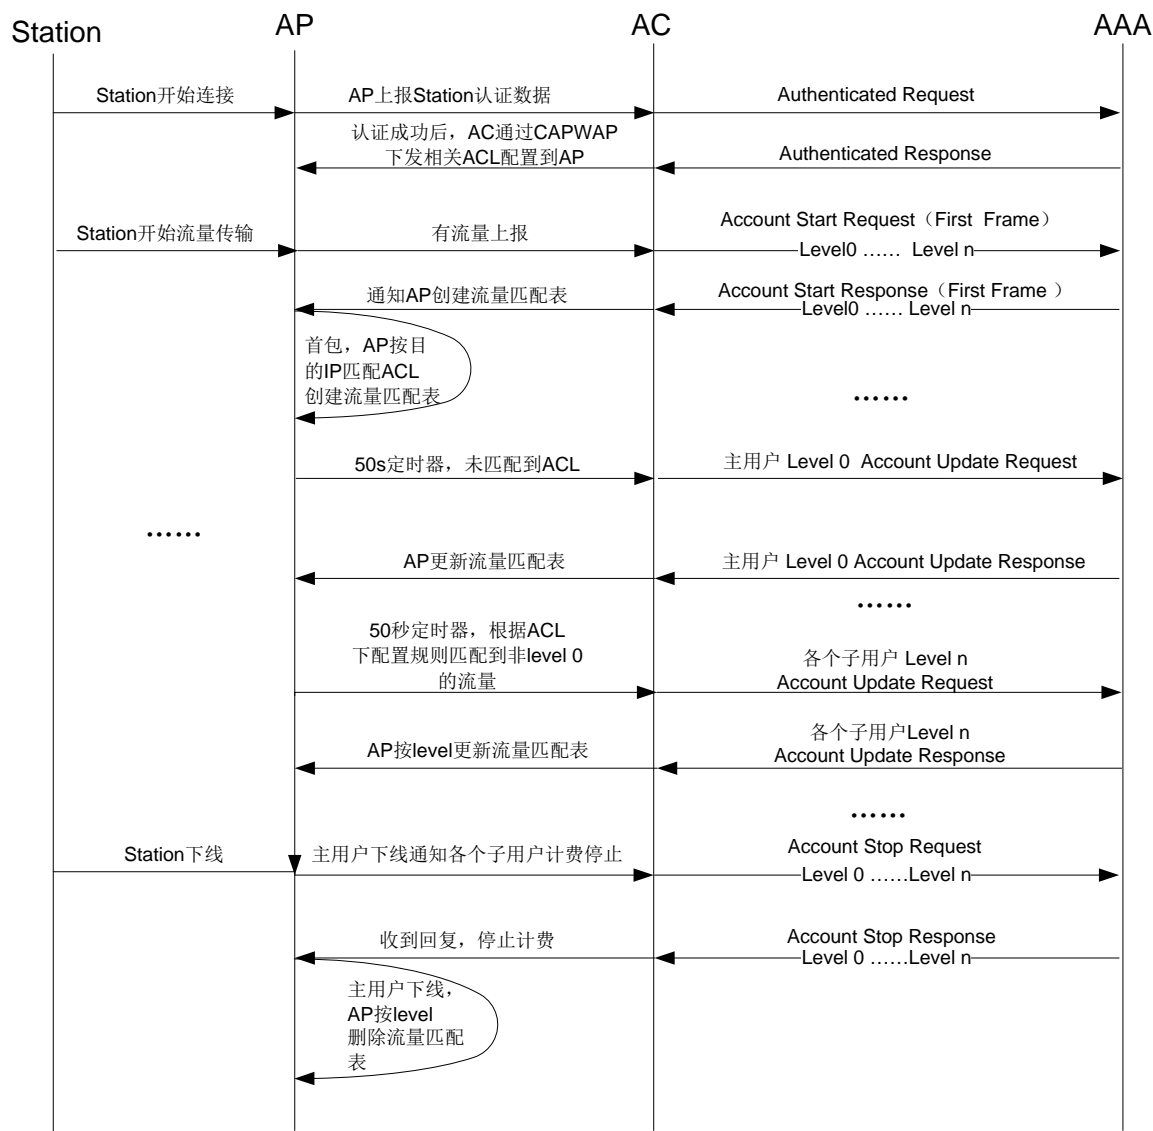 Station
AP
AC
AAA
Station开始连接
AP上报Station认证数据
Authenticated Request
认证成功后，AC通过CAPWAP
下发相关ACL配置到AP
Authenticated Response
Station开始流量传输
有流量上报
Account Start Request（First Frame）
Level0 …… Level n
通知AP创建流量匹配表
Account Start Response（First Frame ）
Level0 …… Level n
首包，AP按目
的IP匹配ACL
创建流量匹配表
……
50s定时器，未匹配到ACL
主用户 Level 0 Account Update Request
……
AP更新流量匹配表
主用户 Level 0 Account Update Response
……
50秒定时器，根据ACL
下配置规则匹配到非level 0
的流量
各个子用户 Level n
Account Update Request
AP按level更新流量匹配表
各个子用户Level n
Account Update Response
……
Station下线
主用户下线通知各个子用户计费停止
Account Stop Request
Level 0 ……Level n
收到回复，停止计费
Account Stop Response
Level 0 ……Level n
主用户下线，
AP按level
删除流量匹配
表